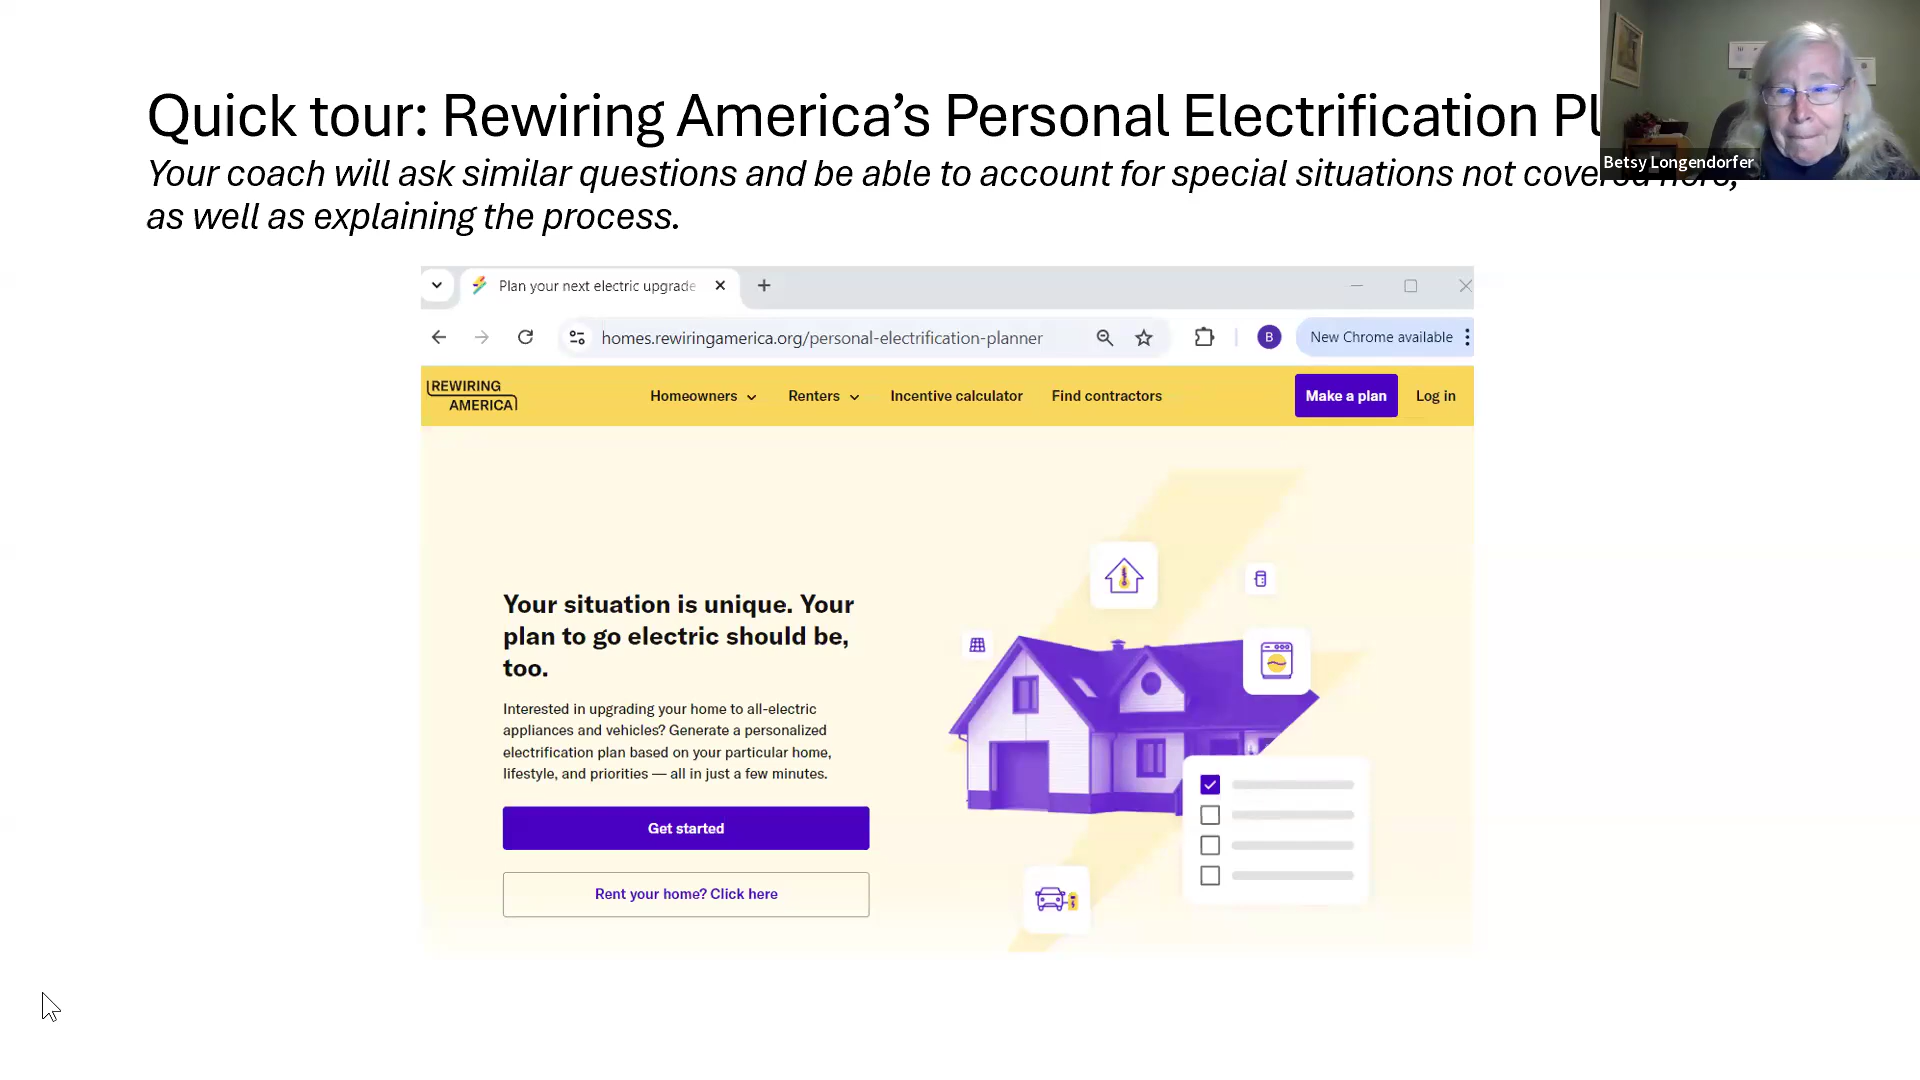 Quick tour: Rewiring America's Personal Electrification
Betsy Longendorfer
Your coach will ask similar questions and be able to account for special situations not
as well as explaining the process.
Plan your next electric upgrade
homes.rewiringamerica.org/personal-electrification-planner
B
New Chrome available
REWIRING
AMERICA
Homeowners
Renters
Incentive calculator
Find contractors
Make a plan
Log in
Your situation is unique. Your
plan to go electric should be,
too.
Interested in upgrading your home to all-electric
appliances and vehicles? Generate a personalized
electrification plan based on your particular home,
lifestyle, and priorities — all in just a few minutes.
Get started
Rent your home? Click here